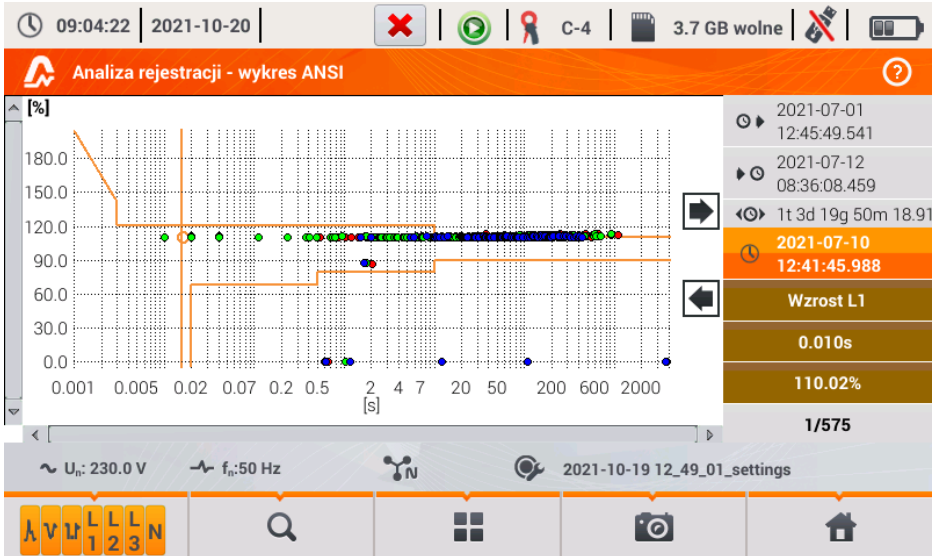 09:04:22 2021-10-20 C-4 3.7 GB wolne
Analiza rejestracji - wykres ANSI
[%]
180.0
150.0
120.0
90.0
60.0
30.0
0.0
0.001 0.005 0.02 0.07 0.2 0.5 2 4 7 20 50 200 600 2000
[s]
2021-07-01
12:45:49.541
2021-07-12
08:36:08.459
1t 3d 19g 50m 18.91
2021-07-10
12:41:45.988
Wzrost L1
0.010s
110.02%
1/575
Un: 230.0 V fn:50 Hz N 2021-10-19 12_49_01_settings
L1 L2 L3 N